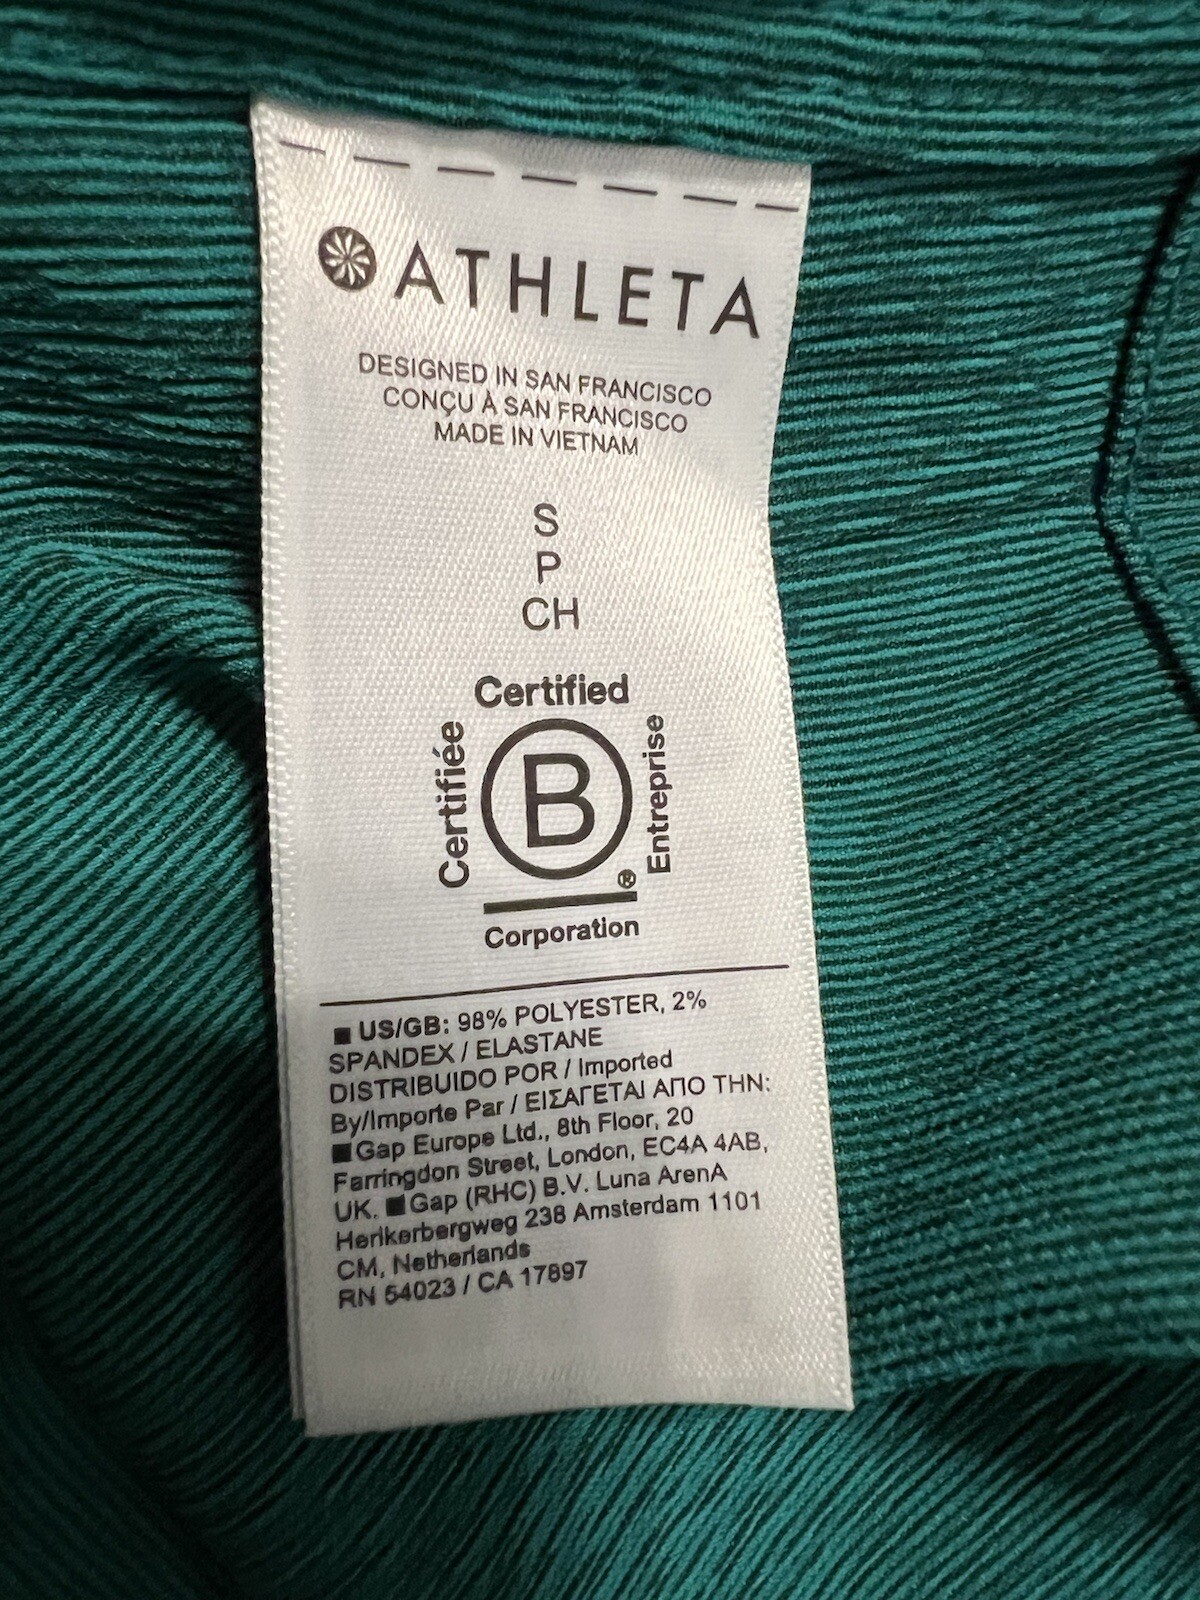 ATHLETA
DESIGNED IN SAN FRANCISCO
CONÇU À SAN FRANCISCO
MADE IN VIETNAM
S
P
CH
Certified
Certifiée
B
Entreprise
®
Corporation
■ US/GB: 98% POLYESTER, 2%
SPANDEX / ELASTANE
DISTRIBUIDO POR / Imported
By/Importe Par / ΕΙΣΑΓΕΤΑΙ ΑΠΟ ΤΗΝ:
■ Gap Europe Ltd., 8th Floor, 20
Farringdon Street, London, EC4A 4AB,
UK. ■ Gap (RHC) B.V. Luna ArenA
Herikerbergweg 238 Amsterdam 1101
CM, Netherlands
RN 54023 / CA 17897